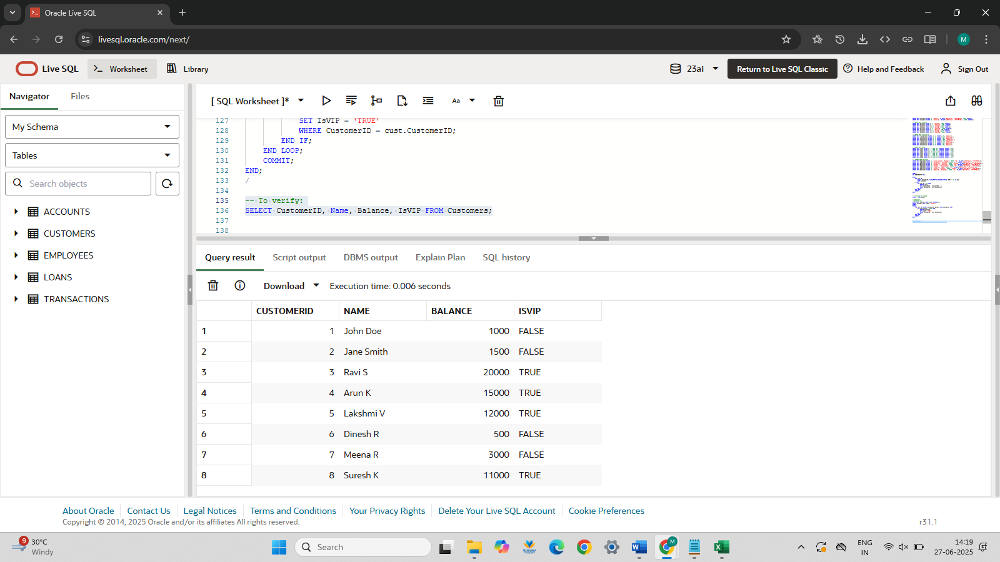 Oracle Live SQL
livesql.oracle.com/next/
M
Live SQL
Worksheet
Library
23ai
Return to Live SQL Classic
Help and Feedback
Sign Out
Navigator
Files
My Schema
Tables
Search objects
ACCOUNTS
CUSTOMERS
EMPLOYEES
LOANS
TRANSACTIONS
[ SQL Worksheet ]*
Aa
127 SET IsVIP = 'TRUE'
128 WHERE CustomerID = cust.CustomerID;
129 END IF;
130 END LOOP;
131 COMMIT;
132 END;
133 /
134
135 -- To verify:
136 SELECT CustomerID, Name, Balance, IsVIP FROM Customers;
137
138
Query result
Script output
DBMS output
Explain Plan
SQL history
Download
Execution time: 0.006 seconds
CUSTOMERID NAME BALANCE ISVIP
1 1 John Doe 1000 FALSE
2 2 Jane Smith 1500 FALSE
3 3 Ravi S 20000 TRUE
4 4 Arun K 15000 TRUE
5 5 Lakshmi V 12000 TRUE
6 6 Dinesh R 500 FALSE
7 7 Meena R 3000 FALSE
8 8 Suresh K 11000 TRUE
About Oracle
Contact Us
Legal Notices
Terms and Conditions
Your Privacy Rights
Delete Your Live SQL Account
Cookie Preferences
Copyright © 2014, 2025 Oracle and/or its affiliates All rights reserved.
r31.1
9
30°C
Windy
Search
M
ENG
IN
14:19
27-06-2025